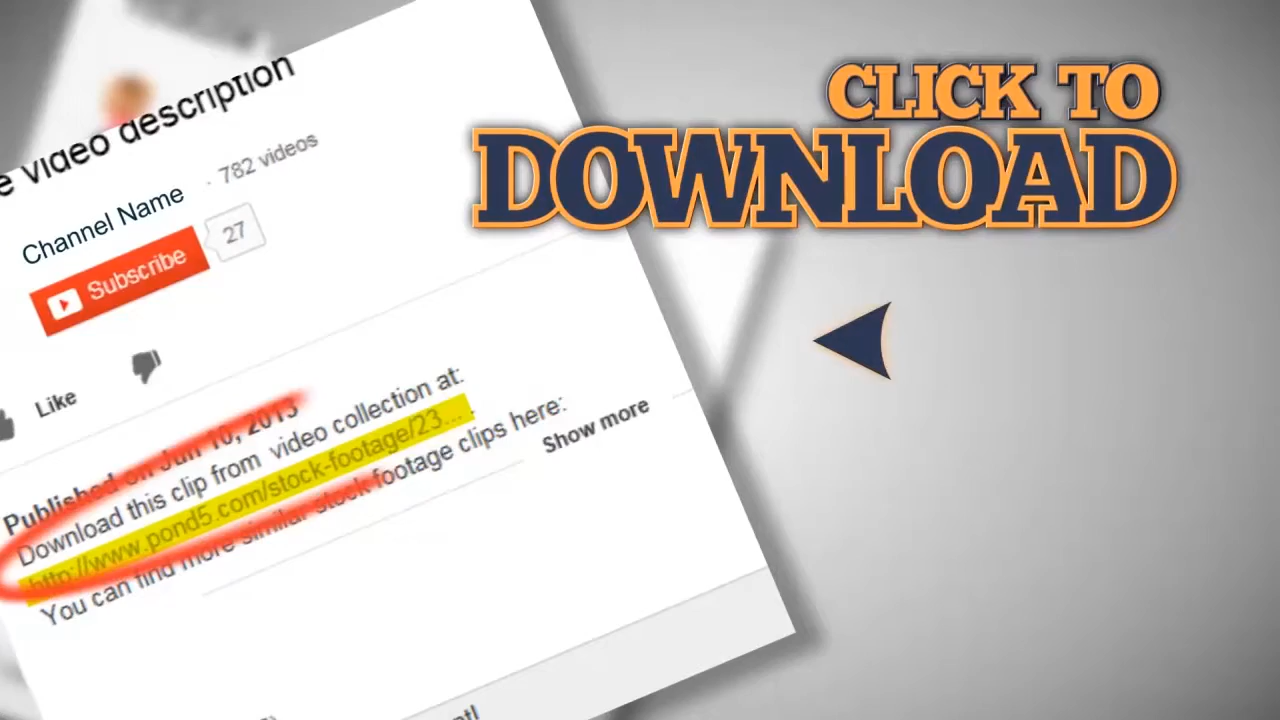 CLICK TO
DOWNLOAD
e video description
Channel Name · 782 videos
Subscribe
27
Like
Published on Jun 10, 2013
Download this clip from video collection at:
http://www.pond5.com/stock-footage/23... .
You can find more similar stock footage clips here:
Show more